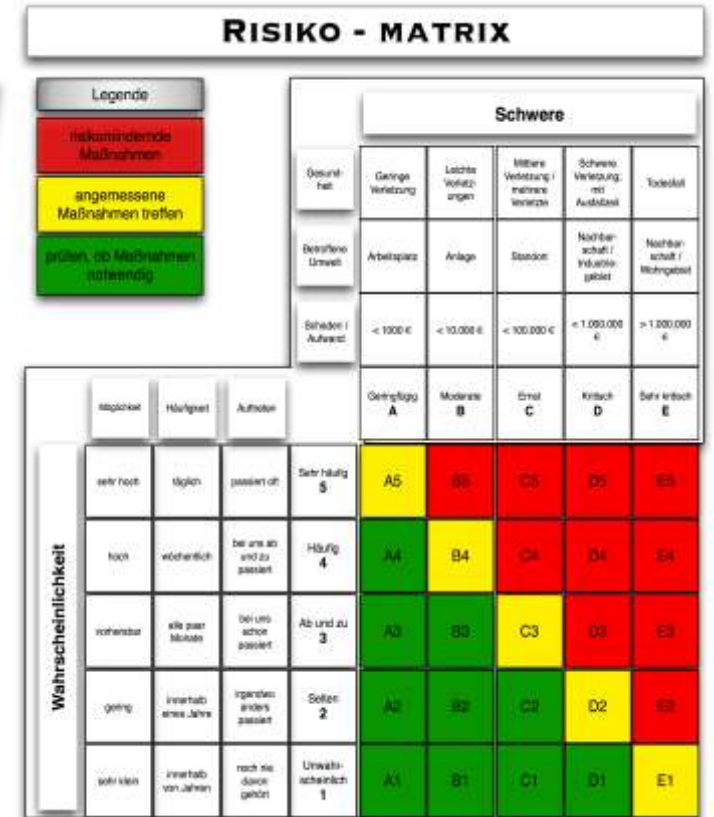 RISIKO - MATRIX
Legende
risikomindernde
Maßnahmen
angemessene
Maßnahmen treffen
prüfen, ob Maßnahmen
notwendig
Schwere
Gesund-
heit
Geringe
Verletzung
Leichte
Verletz-
ungen
Mittlere
Verletzung /
mehrere
Verletzte
Schwere
Verletzung;
mit
Ausfallzeit
Todesfall
Betroffene
Umwelt
Arbeitsplatz
Anlage
Standort
Nachbar-
schaft /
Industrie-
gebiet
Nachbar
schaft /
Wohngebiet
Schaden /
Aufwand
< 1000 €
< 10.000 €
< 100.000 €
< 1.000.000
€
> 1.000.000
€
Möglichkeit
Häufigkeit
Auftreten
Geringfügig
A
Moderate
B
Ernst
C
Kritisch
D
Sehr kritisch
E
Wahrscheinlichkeit
sehr hoch
täglich
passiert oft
Sehr häufig
5
A5
B5
C5
D5
E5
hoch
wöchentlich
bei uns ab
und zu
passiert
Häufig
4
A4
B4
C4
D4
E4
vorhersbar
alle paar
Monate
bei uns
schon
passiert
Ab und zu
3
A3
B3
C3
D3
E3
gering
innerhalb
eines Jahre
irgendwo
anders
passiert
Selten
2
A2
B2
C2
D2
E2
sehr klein
innerhalb
von Jahren
noch nie
davon
gehört
Unwahr-
scheinlich
1
A1
B1
C1
D1
E1